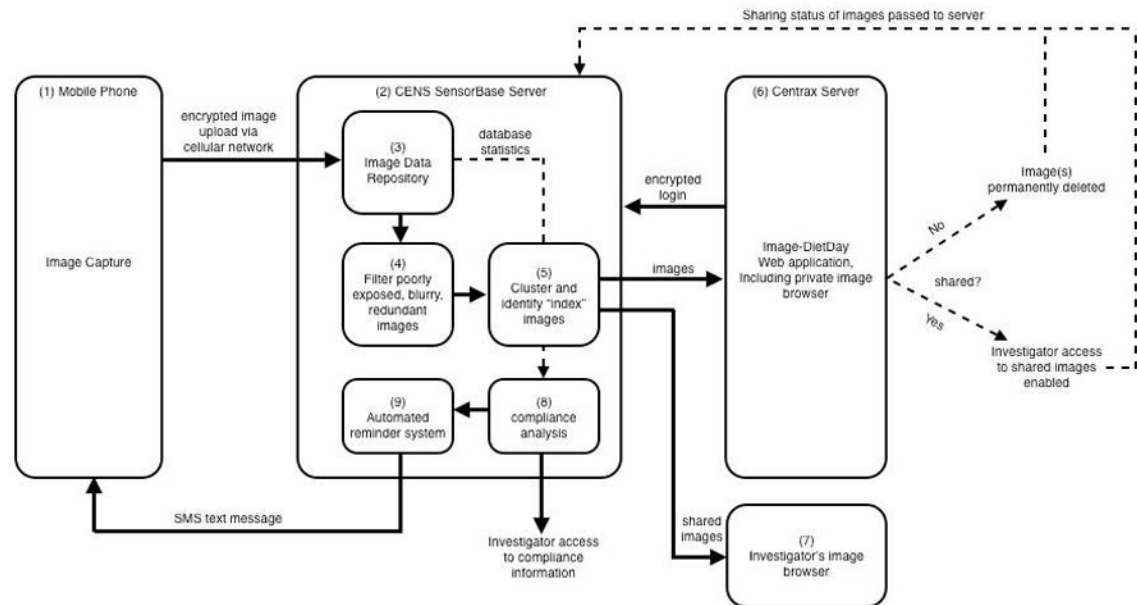 Sharing status of images passed to server
(1) Mobile Phone
(2) CENS SensorBase Server
(6) Centrax Server
encrypted image
upload via
cellular network
(3)
Image Data
Repository
database
statistics
encrypted
login
Image(s)
permanently deleted
No
Image Capture
(4)
Filter poorly
exposed, blurry,
redundant
images
(5)
Cluster and
identify "index"
images
images
Image-DietDay
Web application,
Including private image
browser
shared?
Yes
Investigator access
to shared images
enabled
(9)
Automated
reminder system
(8)
compliance
analysis
SMS text message
Investigator access
to compliance
information
shared
images
(7)
Investigator's image
browser